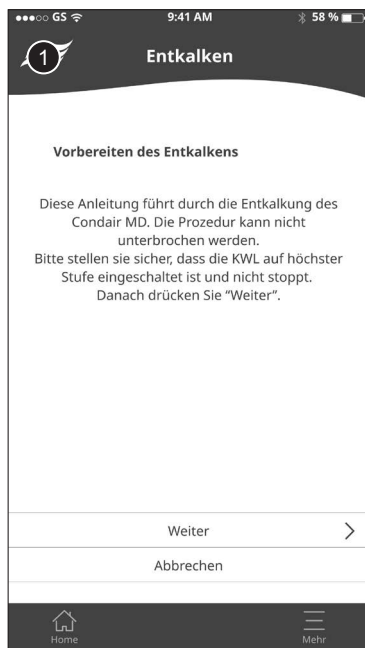 GS 9:41 AM 58 %
1
Entkalken
Vorbereiten des Entkalkens
Diese Anleitung führt durch die Entkalkung des
Condair MD. Die Prozedur kann nicht
unterbrochen werden.
Bitte stellen sie sicher, dass die KWL auf höchster
Stufe eingeschaltet ist und nicht stoppt.
Danach drücken Sie “Weiter”.
Weiter
Abbrechen
Home Mehr